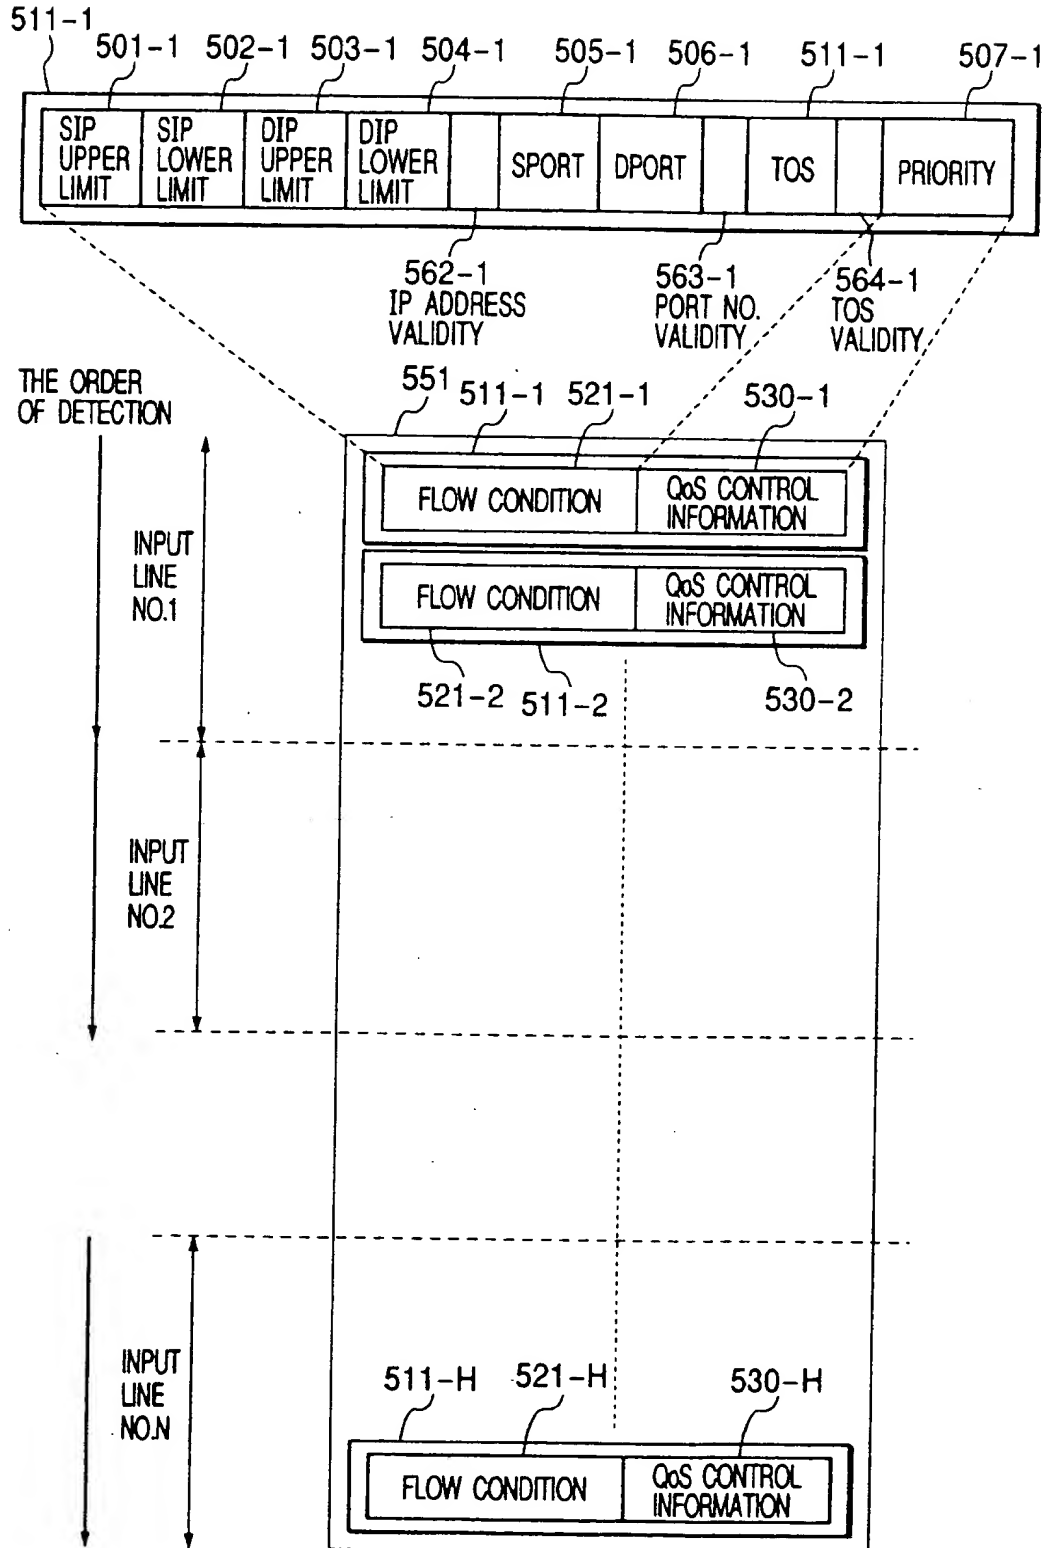 511-1
501-1 502-1 503-1 504-1 505-1 506-1 511-1 507-1
SIP UPPER LIMIT
SIP LOWER LIMIT
DIP UPPER LIMIT
DIP LOWER LIMIT
SPORT
DPORT
TOS
PRIORITY
562-1
IP ADDRESS
VALIDITY
563-1
PORT NO.
VALIDITY
564-1
TOS
VALIDITY
THE ORDER
OF DETECTION
551
511-1
521-1
530-1
FLOW CONDITION
QoS CONTROL
INFORMATION
INPUT
LINE
NO.1
FLOW CONDITION
QoS CONTROL
INFORMATION
521-2
511-2
530-2
INPUT
LINE
NO.2
INPUT
LINE
NO.N
511-H
521-H
530-H
FLOW CONDITION
QoS CONTROL
INFORMATION